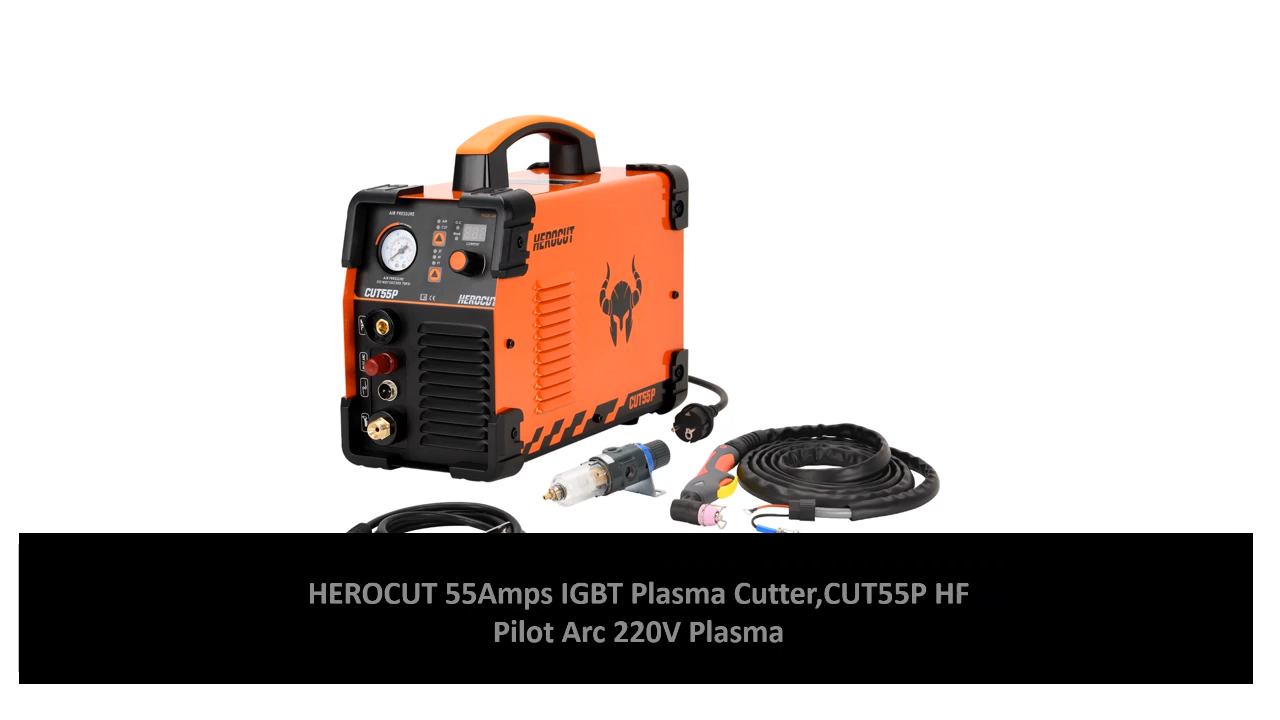 AIR PRESSURE
HEROCUT
CUT55P
HEROCUT
CUT55P
HEROCUT 55Amps IGBT Plasma Cutter,CUT55P HF
Pilot Arc 220V Plasma